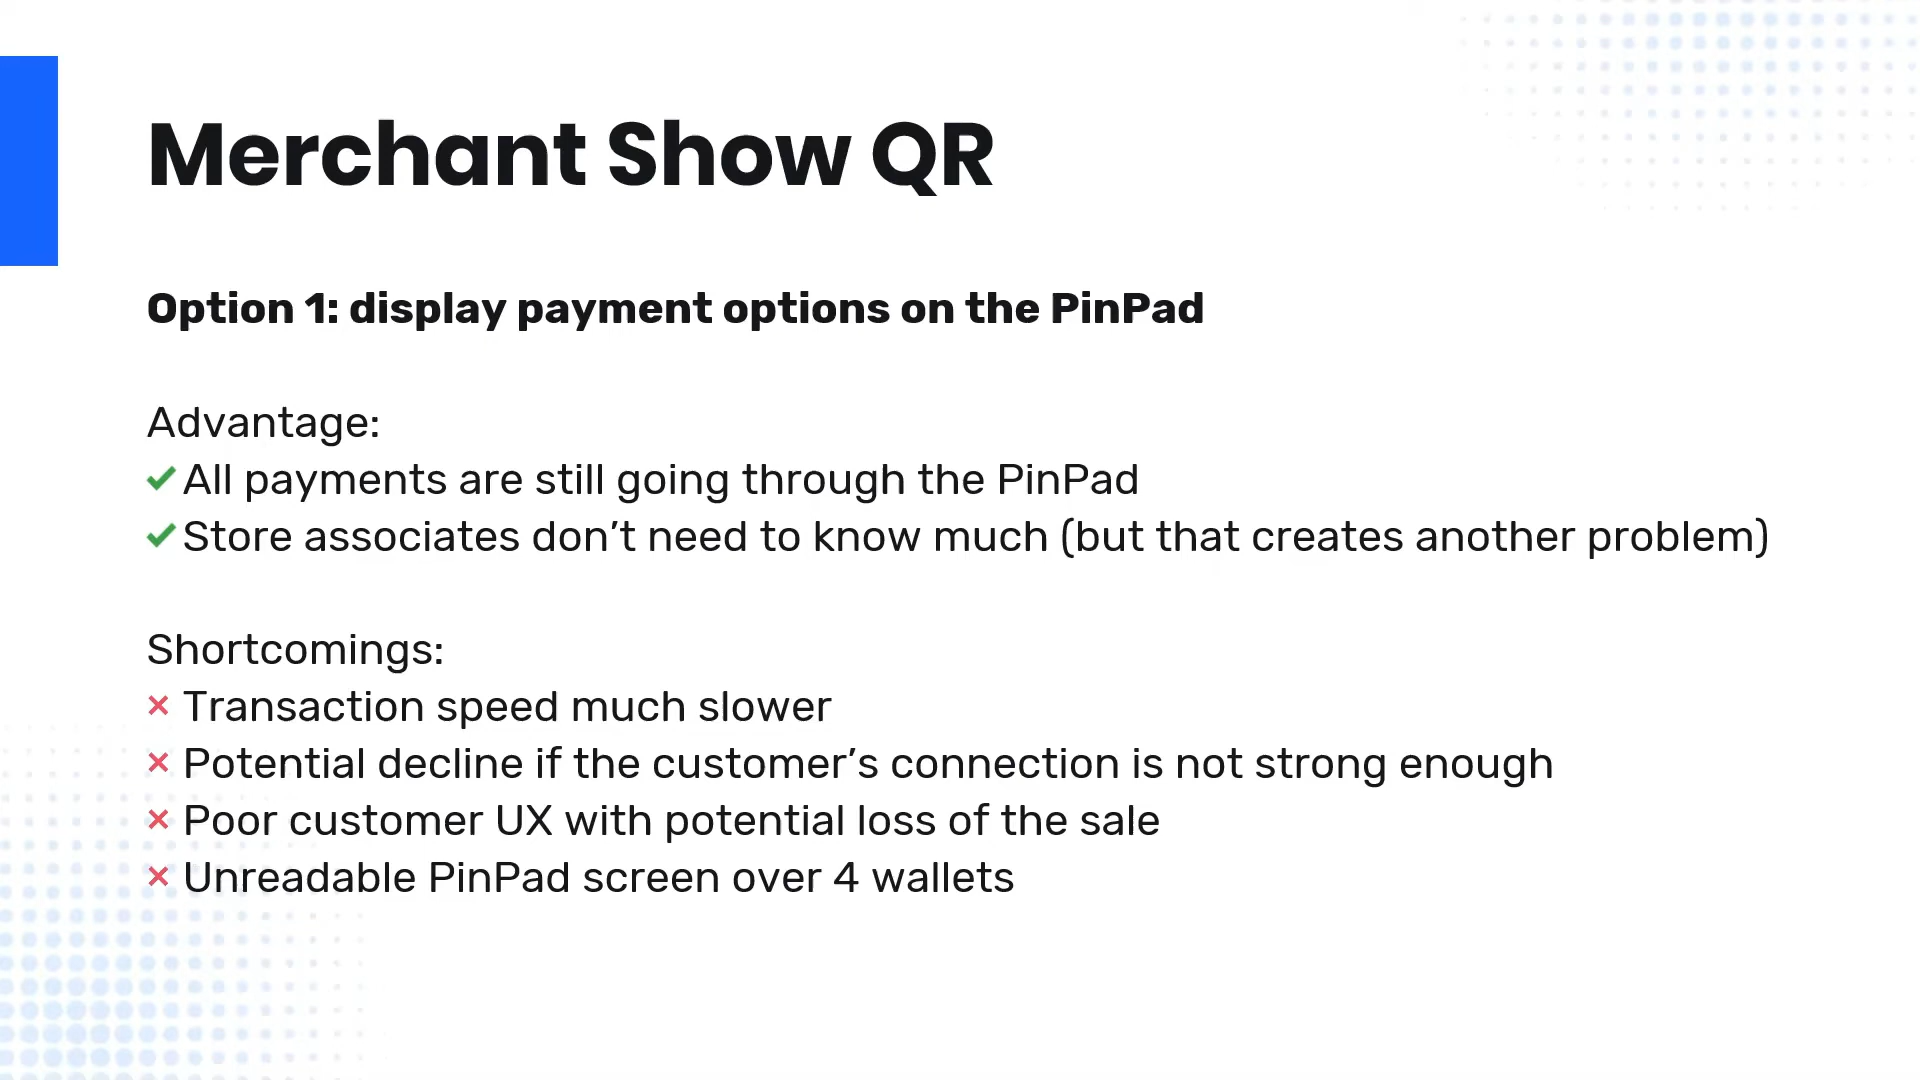 Merchant Show QR
Option 1: display payment options on the PinPad
Advantage:
All payments are still going through the PinPad
Store associates don’t need to know much (but that creates another problem)
Shortcomings:
Transaction speed much slower
Potential decline if the customer’s connection is not strong enough
Poor customer UX with potential loss of the sale
Unreadable PinPad screen over 4 wallets